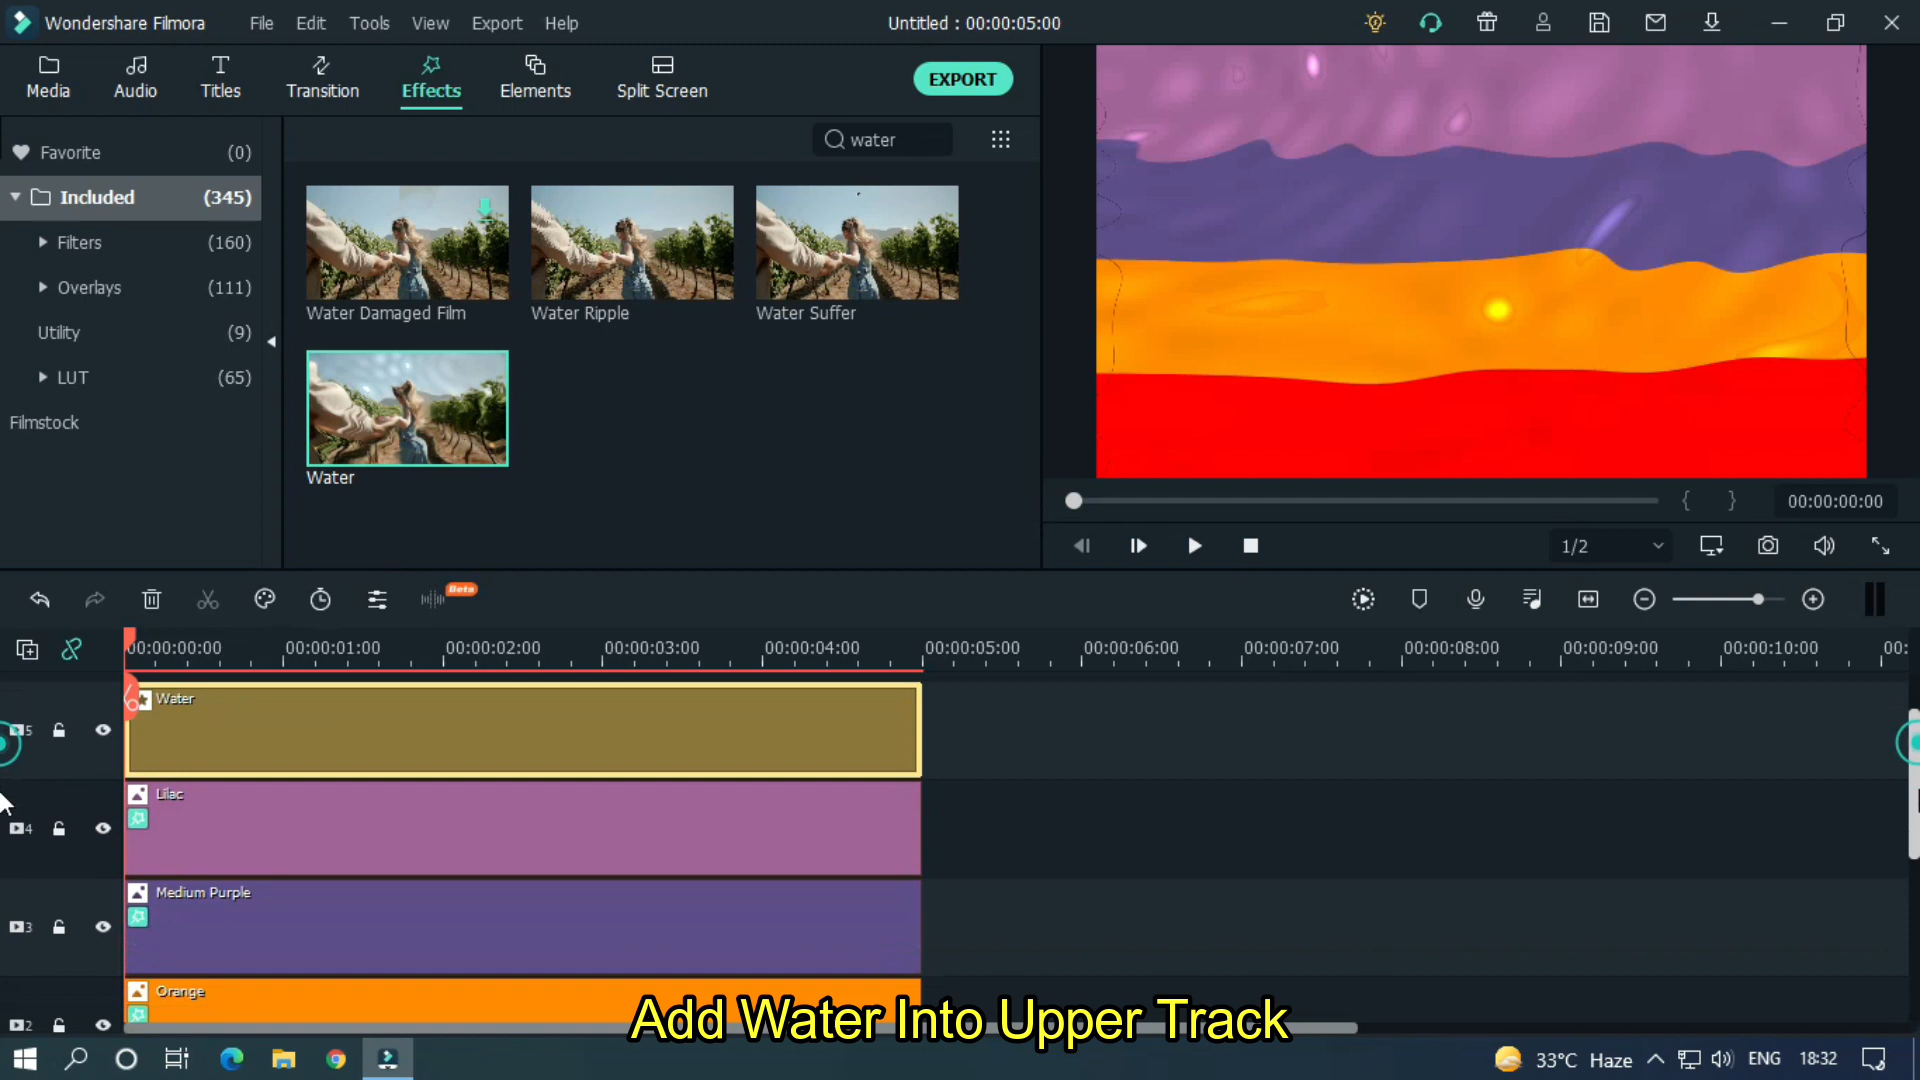 Wondershare Filmora File Edit Tools View Export Help Untitled : 00:00:05:00
Media Audio Titles Transition Effects Elements Split Screen EXPORT
water
Favorite (0)
Included (345)
Filters (160)
Overlays (111)
Utility (9)
LUT (65)
Filmstock
Water Damaged Film Water Ripple Water Suffer
Water
{ } 00:00:00:00
1/2
Beta
00:00:00:00 00:00:01:00 00:00:02:00 00:00:03:00 00:00:04:00 00:00:05:00 00:00:06:00 00:00:07:00 00:00:08:00 00:00:09:00 00:00:10:00 00:
Water
5
Lilac
4
Medium Purple
3
Orange
2
Add Water Into Upper Track
33°C Haze ENG 18:32